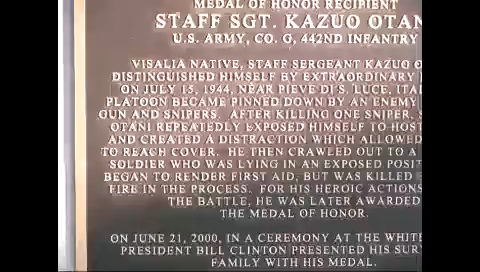 MEDAL OF HONOR RECIPIENT
STAFF SGT. KAZUO OTAN
U.S. ARMY, CO. G, 442ND INFANTRY
VISALIA NATIVE, STAFF SERGEANT KAZUO O
DISTINGUISHED HIMSELF BY EXTRAORDINARY
ON JULY 15, 1944, NEAR PIEVE DI S. LUCE, ITAL
PLATOON BECAME PINNED DOWN BY AN ENEMY
GUN AND SNIPERS. AFTER KILLING ONE SNIPER, S
OTANI REPEATEDLY EXPOSED HIMSELF TO HOST
AND CREATED A DISTRACTION WHICH ALLOWED
TO REACH COVER. HE THEN CRAWLED OUT TO A
SOLDIER WHO WAS LYING IN AN EXPOSED POSIT
BEGAN TO RENDER FIRST AID, BUT WAS KILLED
FIRE IN THE PROCESS. FOR HIS HEROIC ACTIONS
THE BATTLE, HE WAS LATER AWARDED
THE MEDAL OF HONOR.
ON JUNE 21, 2000, IN A CEREMONY AT THE WHITE
PRESIDENT BILL CLINTON PRESENTED HIS SUR
FAMILY WITH HIS MEDAL.